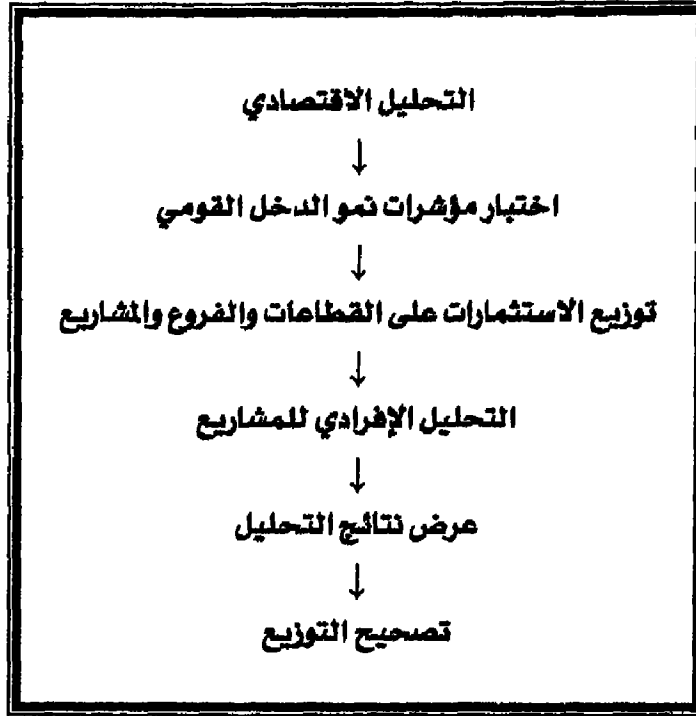 التحليل الاقتصادي
↓
اختبار مؤشرات نمو الدخل القومي
↓
توزيع الاستثمارات على القطاعات والفروع والمشاريع
↓
التحليل الإفرادي للمشاريع
↓
عرض نتائج التحليل
↓
تصحيح التوزيع